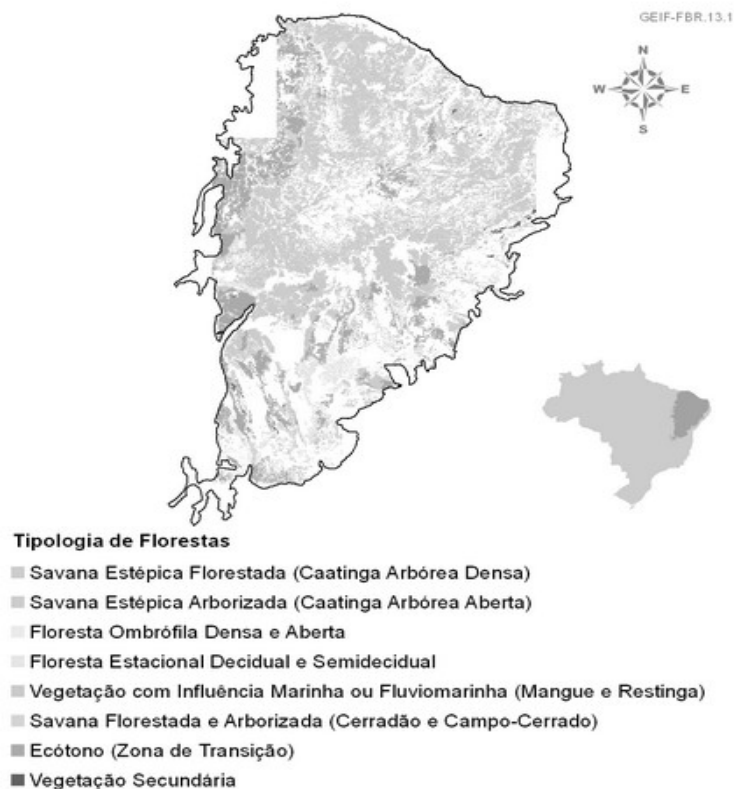 GEIF-FBR.13.1
N
W E
S
Tipologia de Florestas
Savana Estépica Florestada (Caatinga Arbórea Densa)
Savana Estépica Arborizada (Caatinga Arbórea Aberta)
Floresta Ombrófila Densa e Aberta
Floresta Estacional Decidual e Semidecidual
Vegetação com Influência Marinha ou Fluviomarinha (Mangue e Restinga)
Savana Florestada e Arborizada (Cerradão e Campo-Cerrado)
Ecótono (Zona de Transição)
Vegetação Secundária